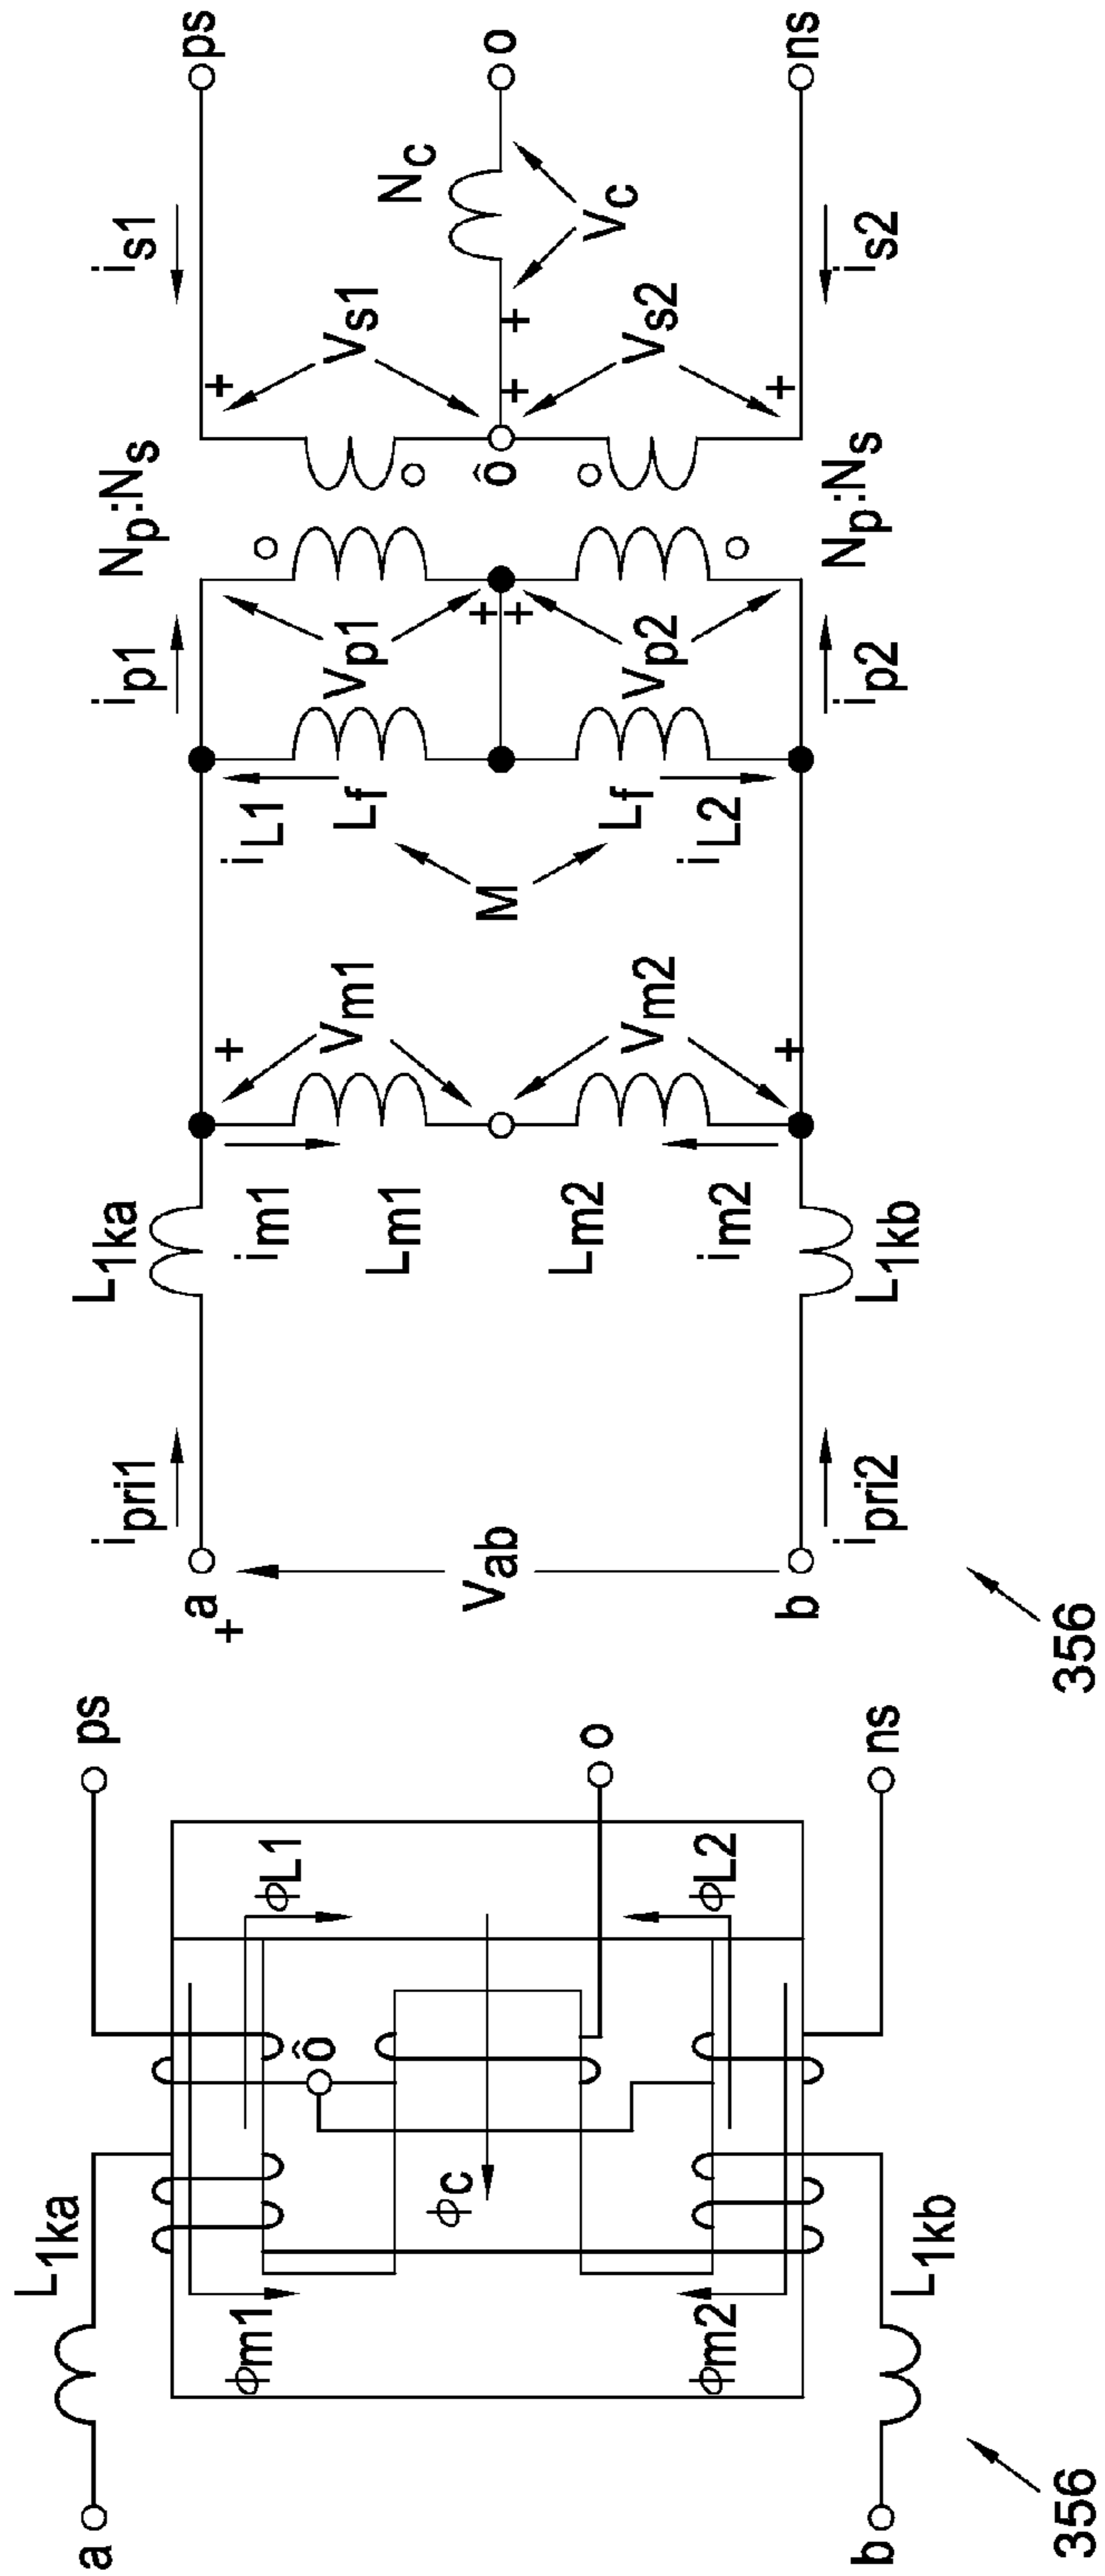 L1ka
ps
a
ϕL1
ϕm1
ô
ϕc
o
ϕL2
ϕm2
b
L1kb
ns
356
ipri1
L1ka
ip1
Np:Ns
is1
a
+
ps
im1
+
Vm1
iL1
Lf
Vp1
+
Vs1
Lm1
Nc
Vab
M
+
+
ô
+
+
o
Vc
Lm2
Vm2
Lf
Vp2
Vs2
im2
+
iL2
+
b
ns
ipri2
L1kb
ip2
Np:Ns
is2
356